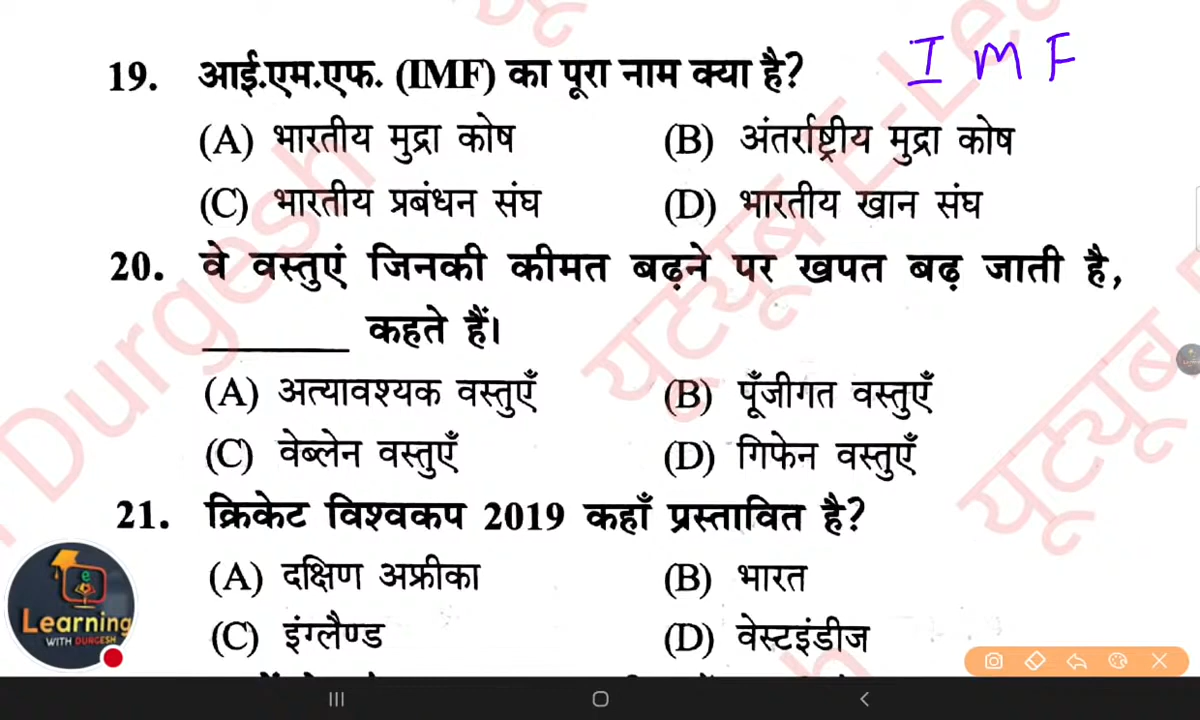 19. आई.एम.एफ. (IMF) का पूरा नाम क्या है? I M F
(A) भारतीय मुद्रा कोष (B) अंतर्राष्ट्रीय मुद्रा कोष
(C) भारतीय प्रबंधन संघ (D) भारतीय खान संघ
20. वे वस्तुएं जिनकी कीमत बढ़ने पर खपत बढ़ जाती है,
________ कहते हैं।
(A) अत्यावश्यक वस्तुएँ (B) पूँजीगत वस्तुएँ
(C) वेब्लेन वस्तुएँ (D) गिफेन वस्तुएँ
21. क्रिकेट विश्वकप 2019 कहाँ प्रस्तावित है?
(A) दक्षिण अफ्रीका (B) भारत
(C) इंग्लैण्ड (D) वेस्टइंडीज
e
Learning
WITH DURGESH
Durgesh
यूट्यूब E-Lea
यूट्यूब